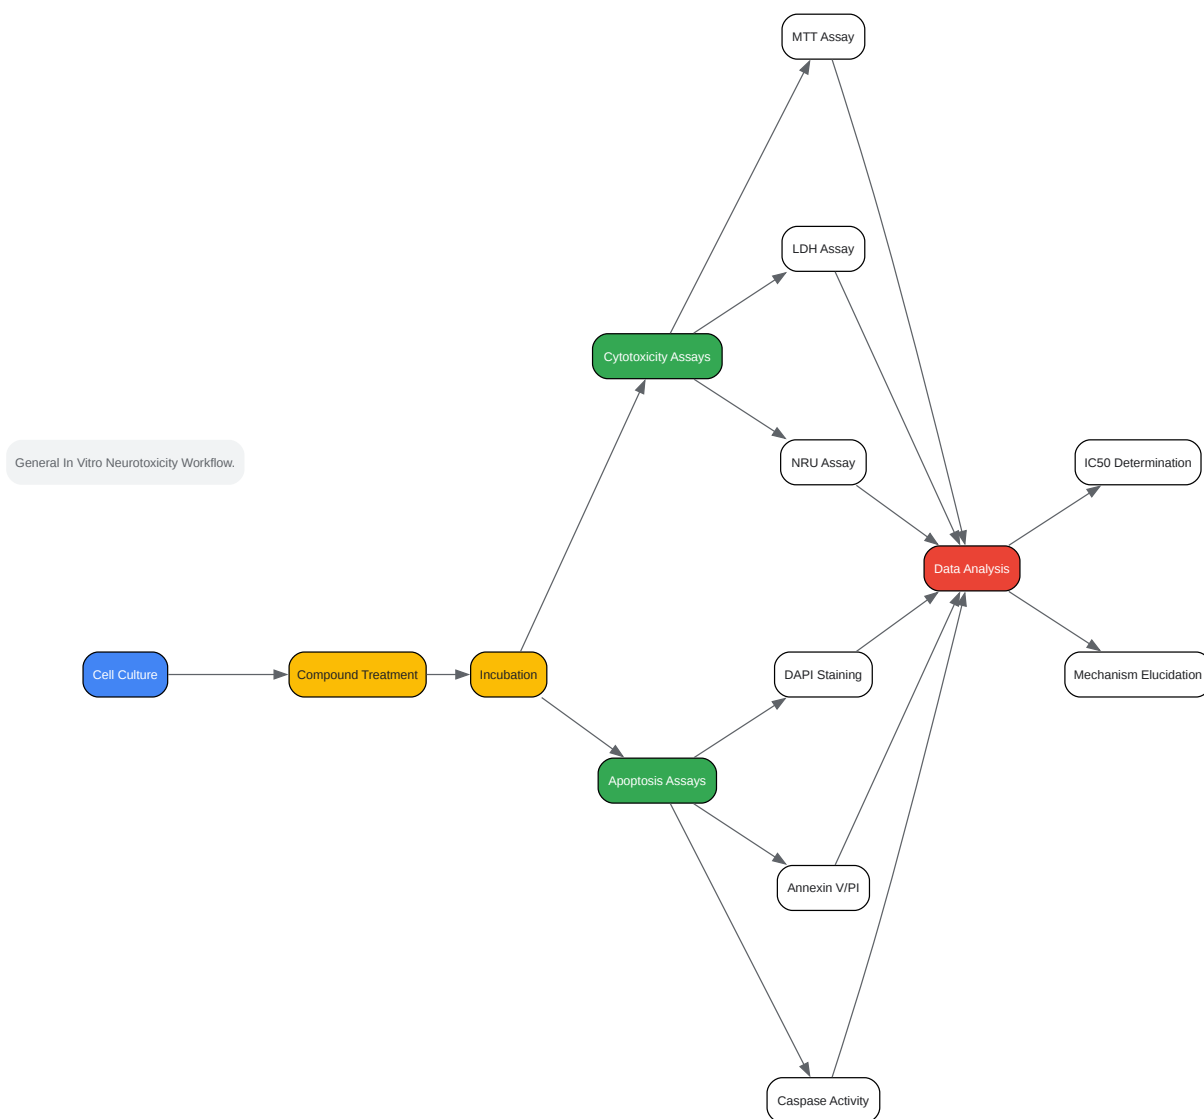 MTT Assay
LDH Assay
Cytotoxicity Assays
General In Vitro Neurotoxicity Workflow.
NRU Assay
IC50 Determination
Data Analysis
Cell Culture
Compound Treatment
Incubation
DAPI Staining
Mechanism Elucidation
Apoptosis Assays
Annexin V/PI
Caspase Activity